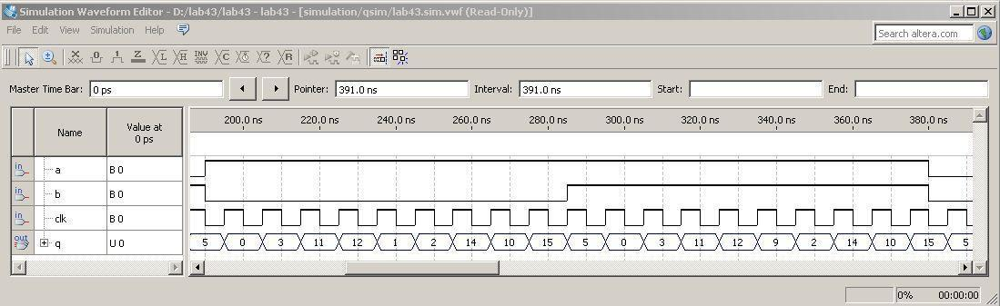 Simulation Waveform Editor - D:/lab43/lab43 - lab43 - [simulation/qsim/lab43.sim.vwf (Read-Only)]
File Edit View Simulation Help
Search altera.com
Master Time Bar: 0 ps Pointer: 391.0 ns Interval: 391.0 ns Start: End:
Name Value at 0 ps 200.0 ns 220.0 ns 240.0 ns 260.0 ns 280.0 ns 300.0 ns 320.0 ns 340.0 ns 360.0 ns 380.0 ns
in a B 0
in b B 0
in clk B 0
out q U 0 5 0 3 11 12 1 2 14 10 15 5 0 3 11 12 9 2 14 10 15 5
0% 00:00:00